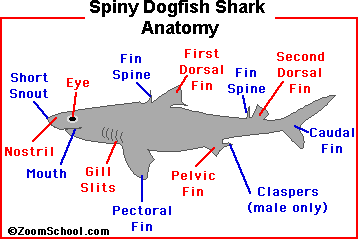 Spiny Dogfish Shark
Anatomy
Short
Snout
Eye
Fin
Spine
First
Dorsal
Fin
Fin
Spine
Second
Dorsal
Fin
Nostril
Mouth
Gill
Slits
Pectoral
Fin
Pelvic
Fin
Claspers
(male only)
Caudal
Fin
©ZoomSchool.com